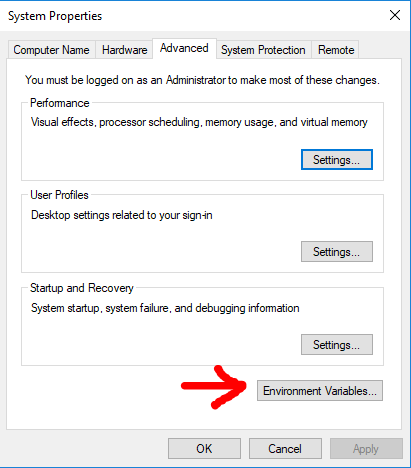 System Properties
Computer Name Hardware Advanced System Protection Remote
You must be logged on as an Administrator to make most of these changes.
Performance
Visual effects, processor scheduling, memory usage, and virtual memory
Settings...
User Profiles
Desktop settings related to your sign-in
Settings...
Startup and Recovery
System startup, system failure, and debugging information
Settings...
Environment Variables...
OK Cancel Apply